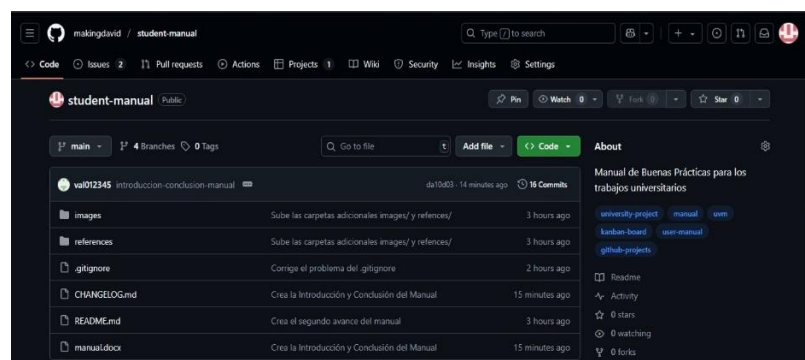 makingdavid / student-manual
Type / to search
Code Issues 2 Pull requests Actions Projects 1 Wiki Security Insights Settings
student-manual Public
Pin Watch 0 Fork 0 Star 0
main 4 Branches 0 Tags
Go to file t Add file Code
About
Manual de Buenas Prácticas para los
trabajos universitarios
val012345 introduccion-conclusion-manual
da10d03 · 14 minutes ago 16 Commits
images Sube las carpetas adicionales images/ y refences/ 3 hours ago
references Sube las carpetas adicionales images/ y refences/ 3 hours ago
.gitignore Corrige el problema del .gitignore 2 hours ago
CHANGELOG.md Crea la Introducción y Conclusión del Manual 15 minutes ago
README.md Crea el segundo avance del manual 3 hours ago
manual.docx Crea la Introducción y Conclusión del Manual 15 minutes ago
university-project manual uvm
kanban-board user-manual
github-projects
Readme
Activity
0 stars
0 watching
0 forks